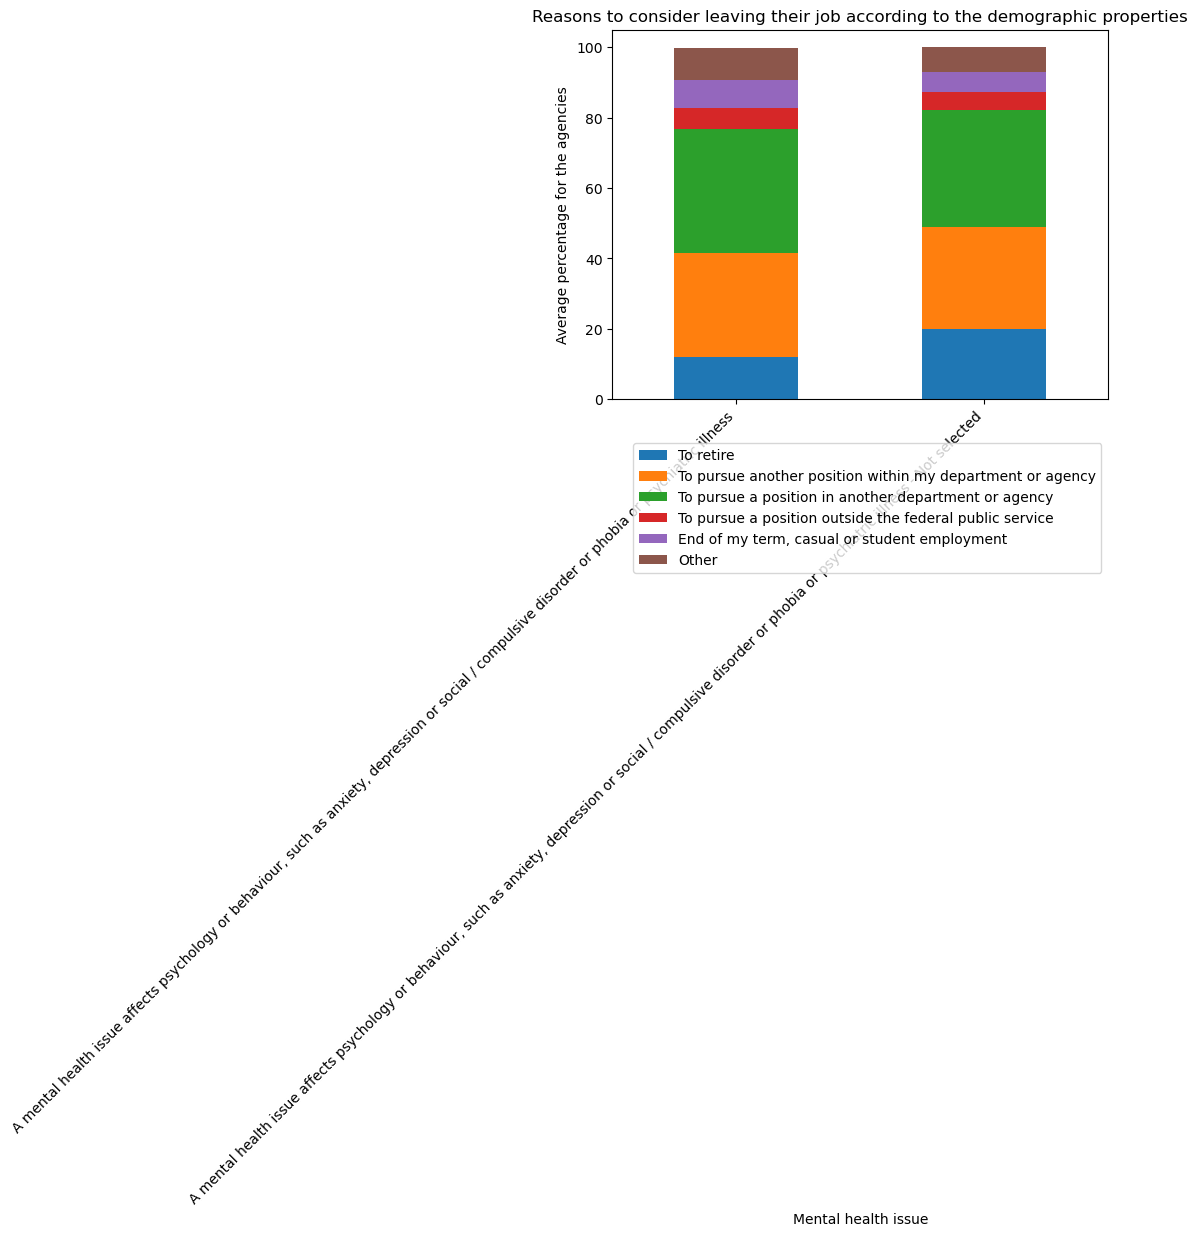 Reasons to consider leaving their job according to the demographic properties
Average percentage for the agencies
100
80
60
40
20
0
A mental health issue affects psychology or behaviour, such as anxiety, depression or social / compulsive disorder or phobia or psychiatric illness
A mental health issue affects psychology or behaviour, such as anxiety, depression or social / compulsive disorder or phobia or psychiatric illness - Not selected
To retire
To pursue another position within my department or agency
To pursue a position in another department or agency
To pursue a position outside the federal public service
End of my term, casual or student employment
Other
Mental health issue